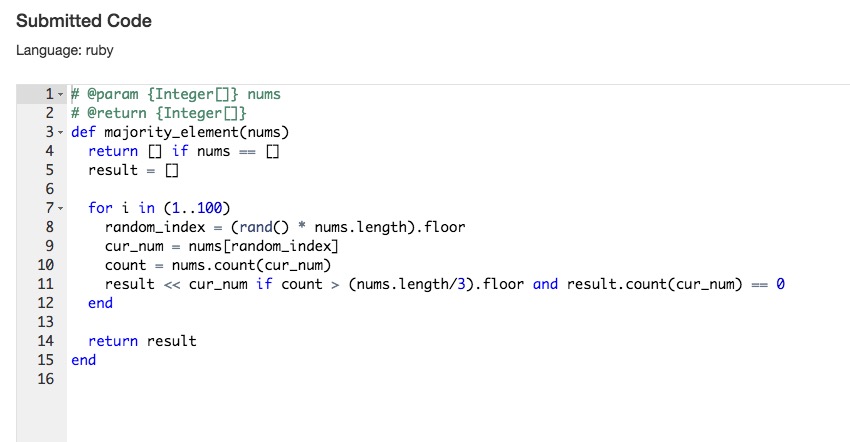 Submitted Code
Language: ruby
1 # @param {Integer[]} nums
2 # @return {Integer[]}
3 def majority_element(nums)
4   return [] if nums == []
5   result = []
6
7   for i in (1..100)
8     random_index = (rand() * nums.length).floor
9     cur_num = nums[random_index]
10     count = nums.count(cur_num)
11     result << cur_num if count > (nums.length/3).floor and result.count(cur_num) == 0
12   end
13
14   return result
15 end
16